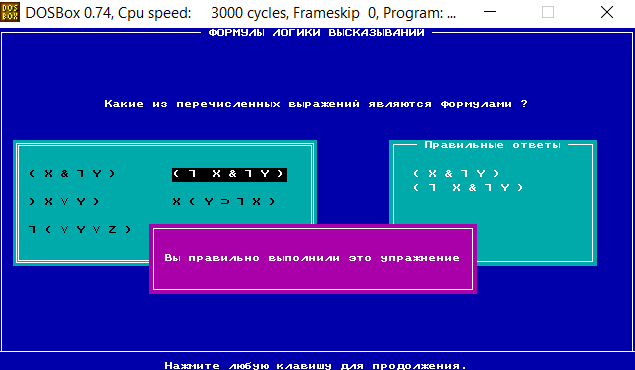 DOSBox 0.74, Cpu speed: 3000 cycles, Frameskip 0, Program: ...
ФОРМУЛЫ ЛОГИКИ ВЫСКАЗЫВАНИЙ
Какие из перечисленных выражений являются формулами ?
Правильные ответы
( X & ˥ Y )
( ˥ X & ˥ Y )
( X & ˥ Y )
( ˥ X & ˥ Y )
) X ∨ Y )
X ( Y ⊃ ˥ X )
˥ ( ∨ Y ∨ Z )
Вы правильно выполнили это упражнение
Нажмите любую клавишу для продолжения.